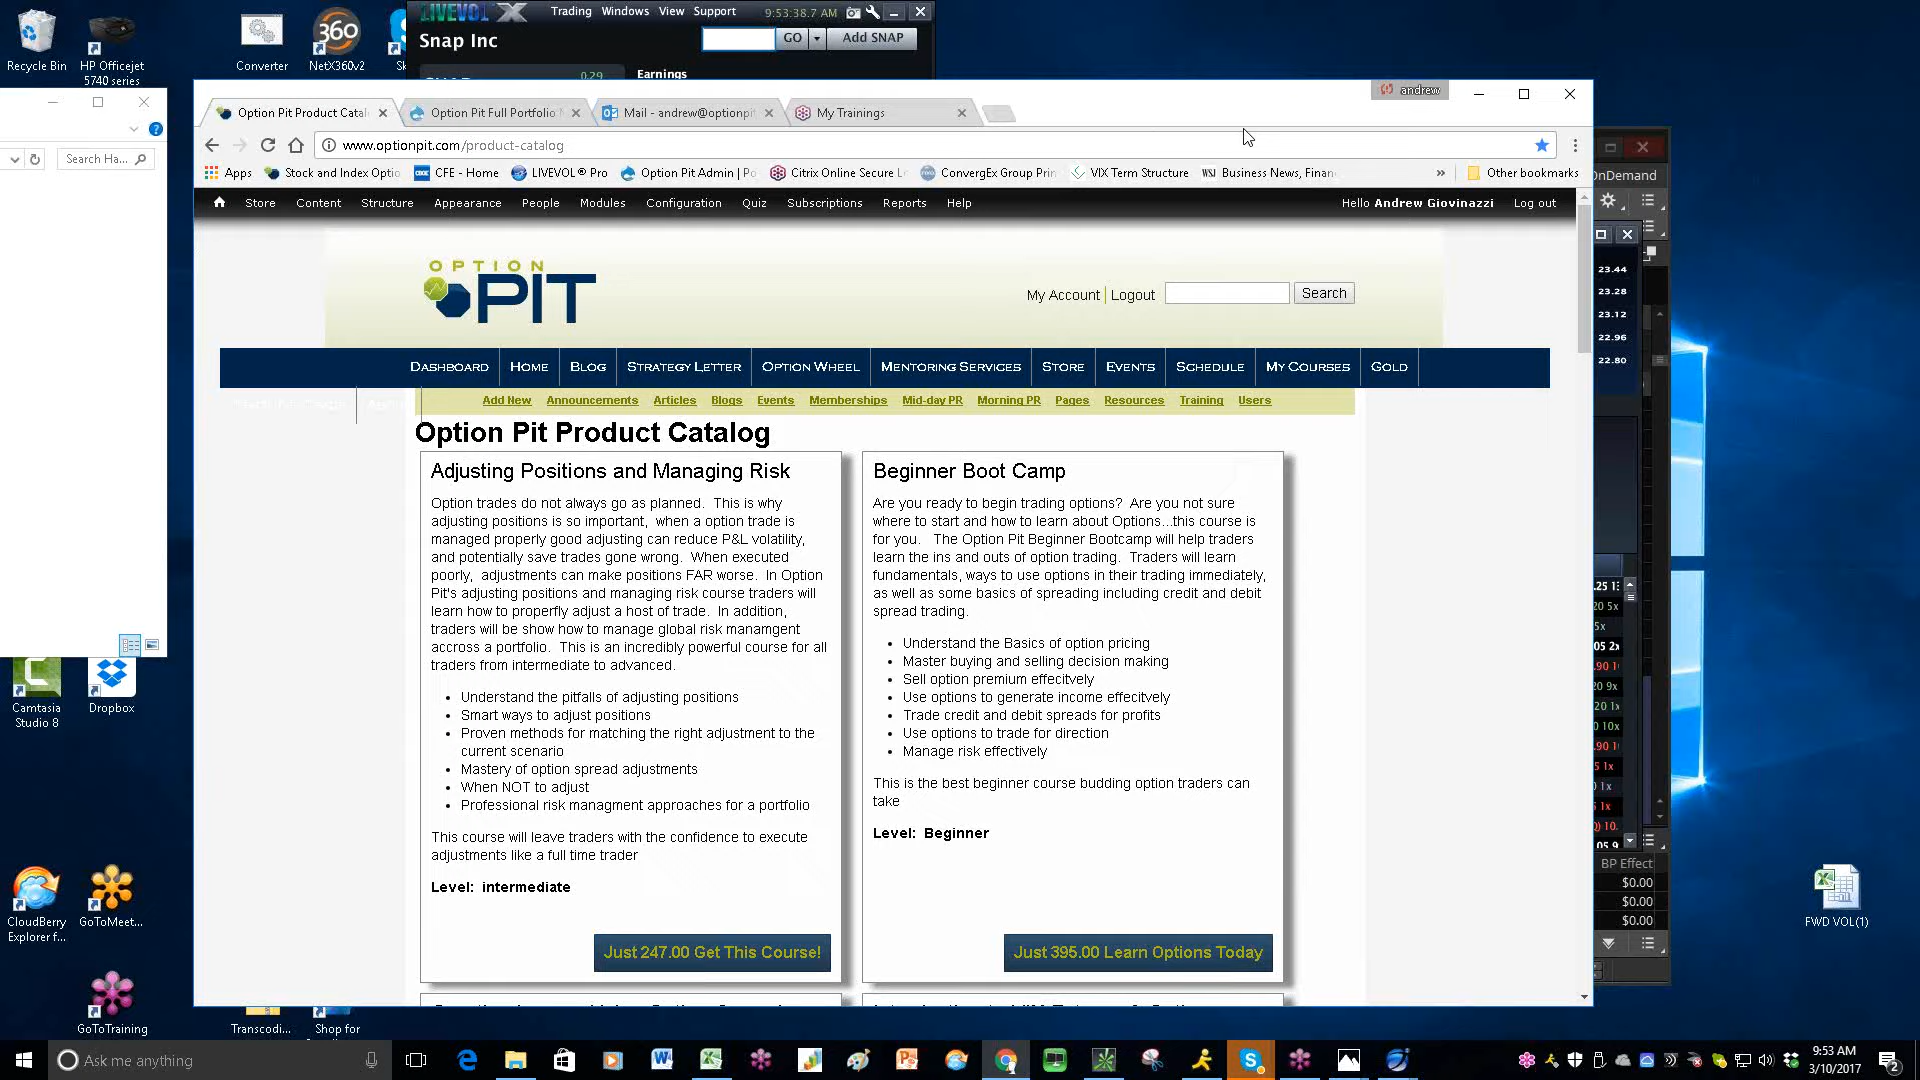 Recycle Bin
HP Officejet
5740 series
Converter
NetX360v2
LIVEVOL X
Trading Windows View Support
9:53:38.7 AM
Snap Inc
GO
Add SNAP
0.29
Earnings
andrew
Option Pit Product Catal
Option Pit Full Portfolio
Mail - andrew@optionpit
My Trainings
Search Ha...
www.optionpit.com/product-catalog
Apps
Stock and Index Optio
CFE - Home
LIVEVOL® Pro
Option Pit Admin | Po
Citrix Online Secure L
ConvergEx Group Prin
VIX Term Structure
WSJ Business News, Finan
»
Other bookmarks
Store Content Structure Appearance People Modules Configuration Quiz Subscriptions Reports Help
Hello Andrew Giovinazzi Log out
OPTION
PIT
My Account | Logout
Search
Dashboard Home Blog Strategy Letter Option Wheel Mentoring Services Store Events Schedule My Courses Gold
Add New Announcements Articles Blogs Events Memberships Mid-day PR Morning PR Pages Resources Training Users
Option Pit Product Catalog
Adjusting Positions and Managing Risk
Option trades do not always go as planned.  This is why
adjusting positions is so important,  when a option trade is
managed properly good adjusting can reduce P&L volatility,
and potentially save trades gone wrong.  When executed
poorly,  adjustments can make positions FAR worse.  In Option
Pit's adjusting positions and managing risk course traders will
learn how to properfly adjust a host of trade.  In addition,
traders will be show how to manage global risk manamgent
accross a portfolio.  This is an incredibly powerful course for all
traders from intermediate to advanced.
• Understand the pitfalls of adjusting positions
• Smart ways to adjust positions
• Proven methods for matching the right adjustment to the
current scenario
• Mastery of option spread adjustments
• When NOT to adjust
• Professional risk managment approaches for a portfolio
This course will leave traders with the confidence to execute
adjustments like a full time trader
Level:  intermediate
Just 247.00 Get This Course!
Beginner Boot Camp
Are you ready to begin trading options?  Are you not sure
where to start and how to learn about Options...this course is
for you.   The Option Pit Beginner Bootcamp will help traders
learn the ins and outs of option trading.  Traders will learn
fundamentals, ways to use options in their trading immediately,
as well as some basics of spreading including credit and debit
spread trading.
• Understand the Basics of option pricing
• Master buying and selling decision making
• Sell option premium effecitvely
• Use options to generate income effecitvely
• Trade credit and debit spreads for profits
• Use options to trade for direction
• Manage risk effectively
This is the best beginner course budding option traders can
take
Level:  Beginner
Just 395.00 Learn Options Today
OnDemand
23.44
23.28
23.12
22.96
22.80
BP Effect
$0.00
$0.00
$0.00
Camtasia
Studio 8
Dropbox
CloudBerry
Explorer f...
GoToMeet...
GoToTraining
Transcodi...
Shop for
FWD VOL(1)
Ask me anything
9:53 AM
3/10/2017
2